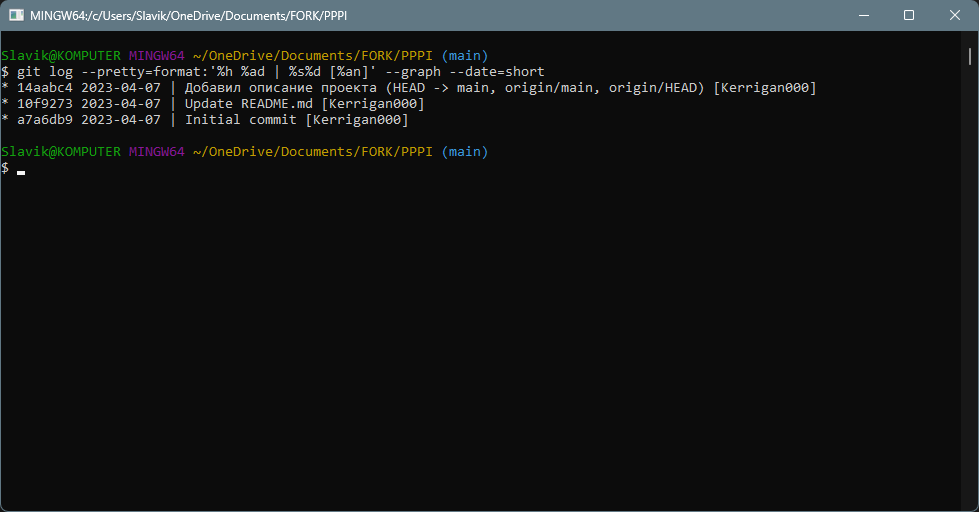 MINGW64:/c/Users/Slavik/OneDrive/Documents/FORK/PPPI
Slavik@KOMPUTER MINGW64 ~/OneDrive/Documents/FORK/PPPI (main)
$ git log --pretty=format:'%h %ad | %s%d [%an]' --graph --date=short
* 14aabc4 2023-04-07 | Добавил описание проекта (HEAD -> main, origin/main, origin/HEAD) [Kerrigan000]
* 10f9273 2023-04-07 | Update README.md [Kerrigan000]
* a7a6db9 2023-04-07 | Initial commit [Kerrigan000]
Slavik@KOMPUTER MINGW64 ~/OneDrive/Documents/FORK/PPPI (main)
$